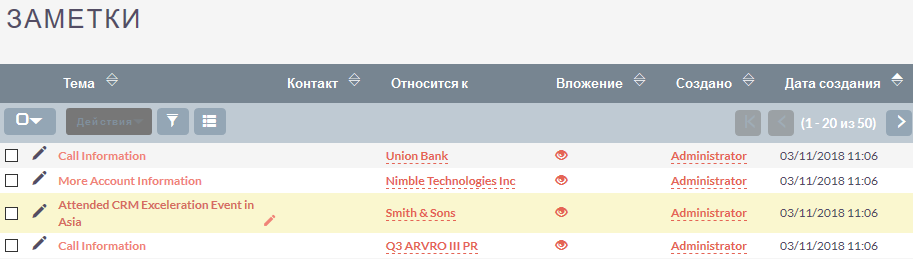 ЗАМЕТКИ
Тема Контакт Относится к Вложение Создано Дата создания
Действия (1 - 20 из 50)
Call Information Union Bank Administrator 03/11/2018 11:06
More Account Information Nimble Technologies Inc Administrator 03/11/2018 11:06
Attended CRM Exceleration Event in
Asia Smith & Sons Administrator 03/11/2018 11:06
Call Information Q3 ARVRO III PR Administrator 03/11/2018 11:06